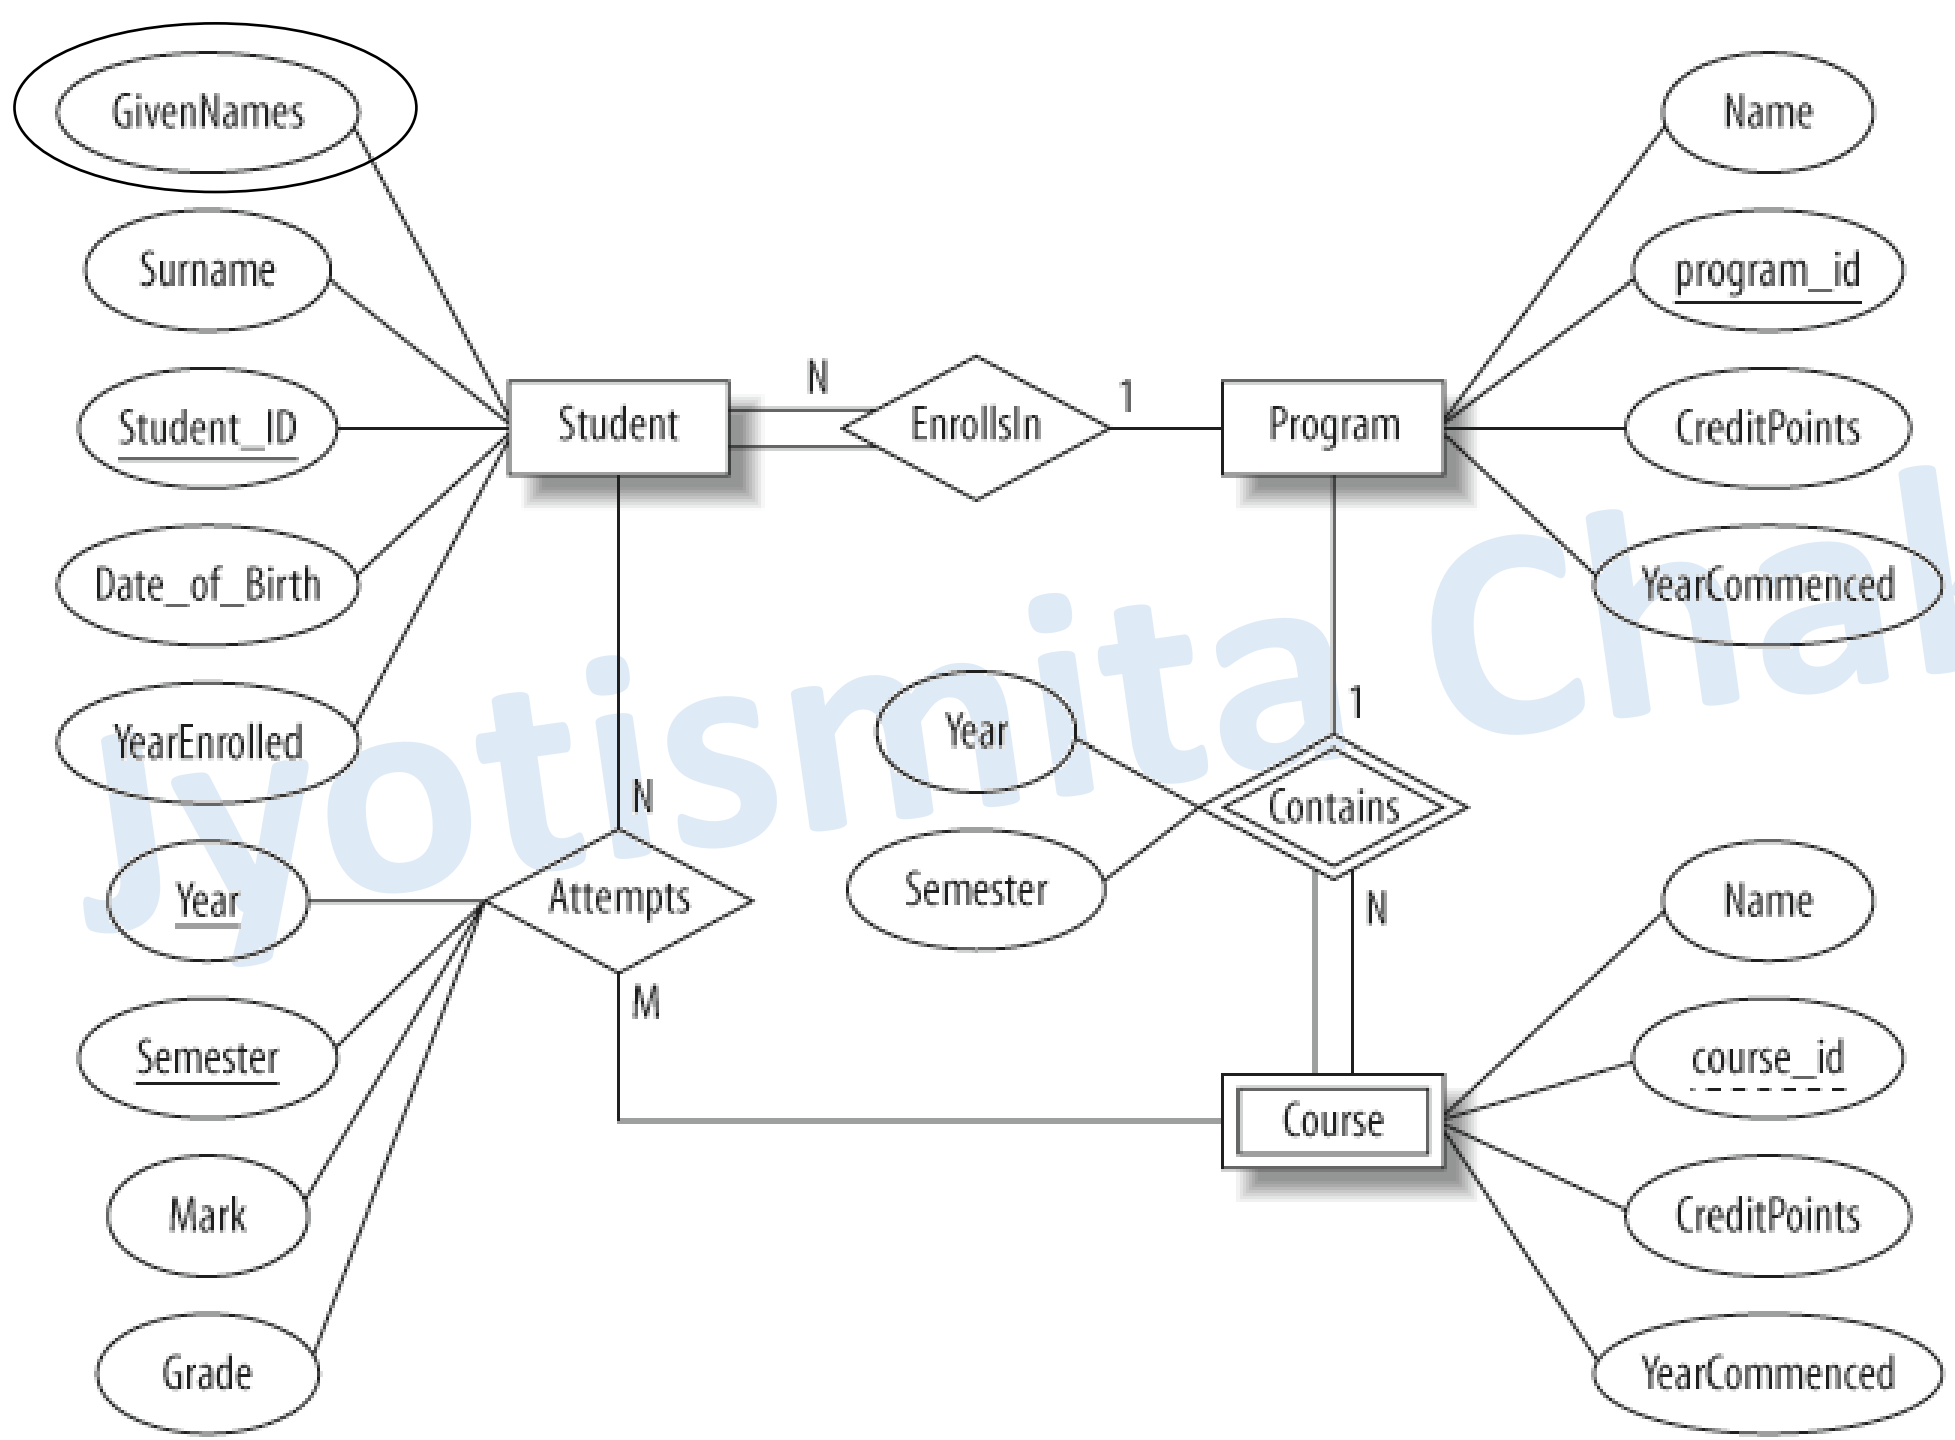 GivenNames
Surname
Student_ID
Date_of_Birth
YearEnrolled
Year
Semester
Mark
Grade
Student
N
EnrollsIn
1
Program
Name
program_id
CreditPoints
YearCommenced
N
Attempts
M
Year
Semester
1
Contains
N
Course
Name
course_id
CreditPoints
YearCommenced
Jyotismita